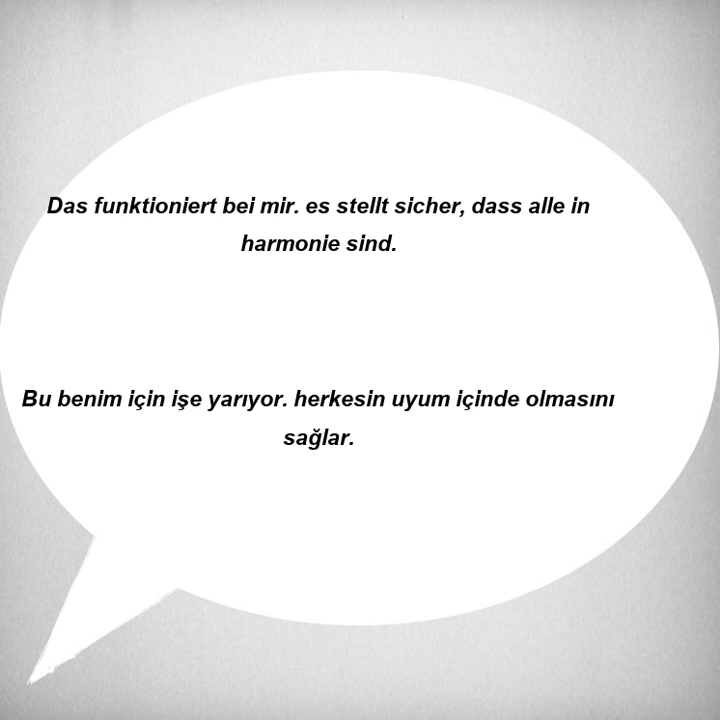 Das funktioniert bei mir. es stellt sicher, dass alle in
harmonie sind.
Bu benim için işe yarıyor. herkesin uyum içinde olmasını
sağlar.